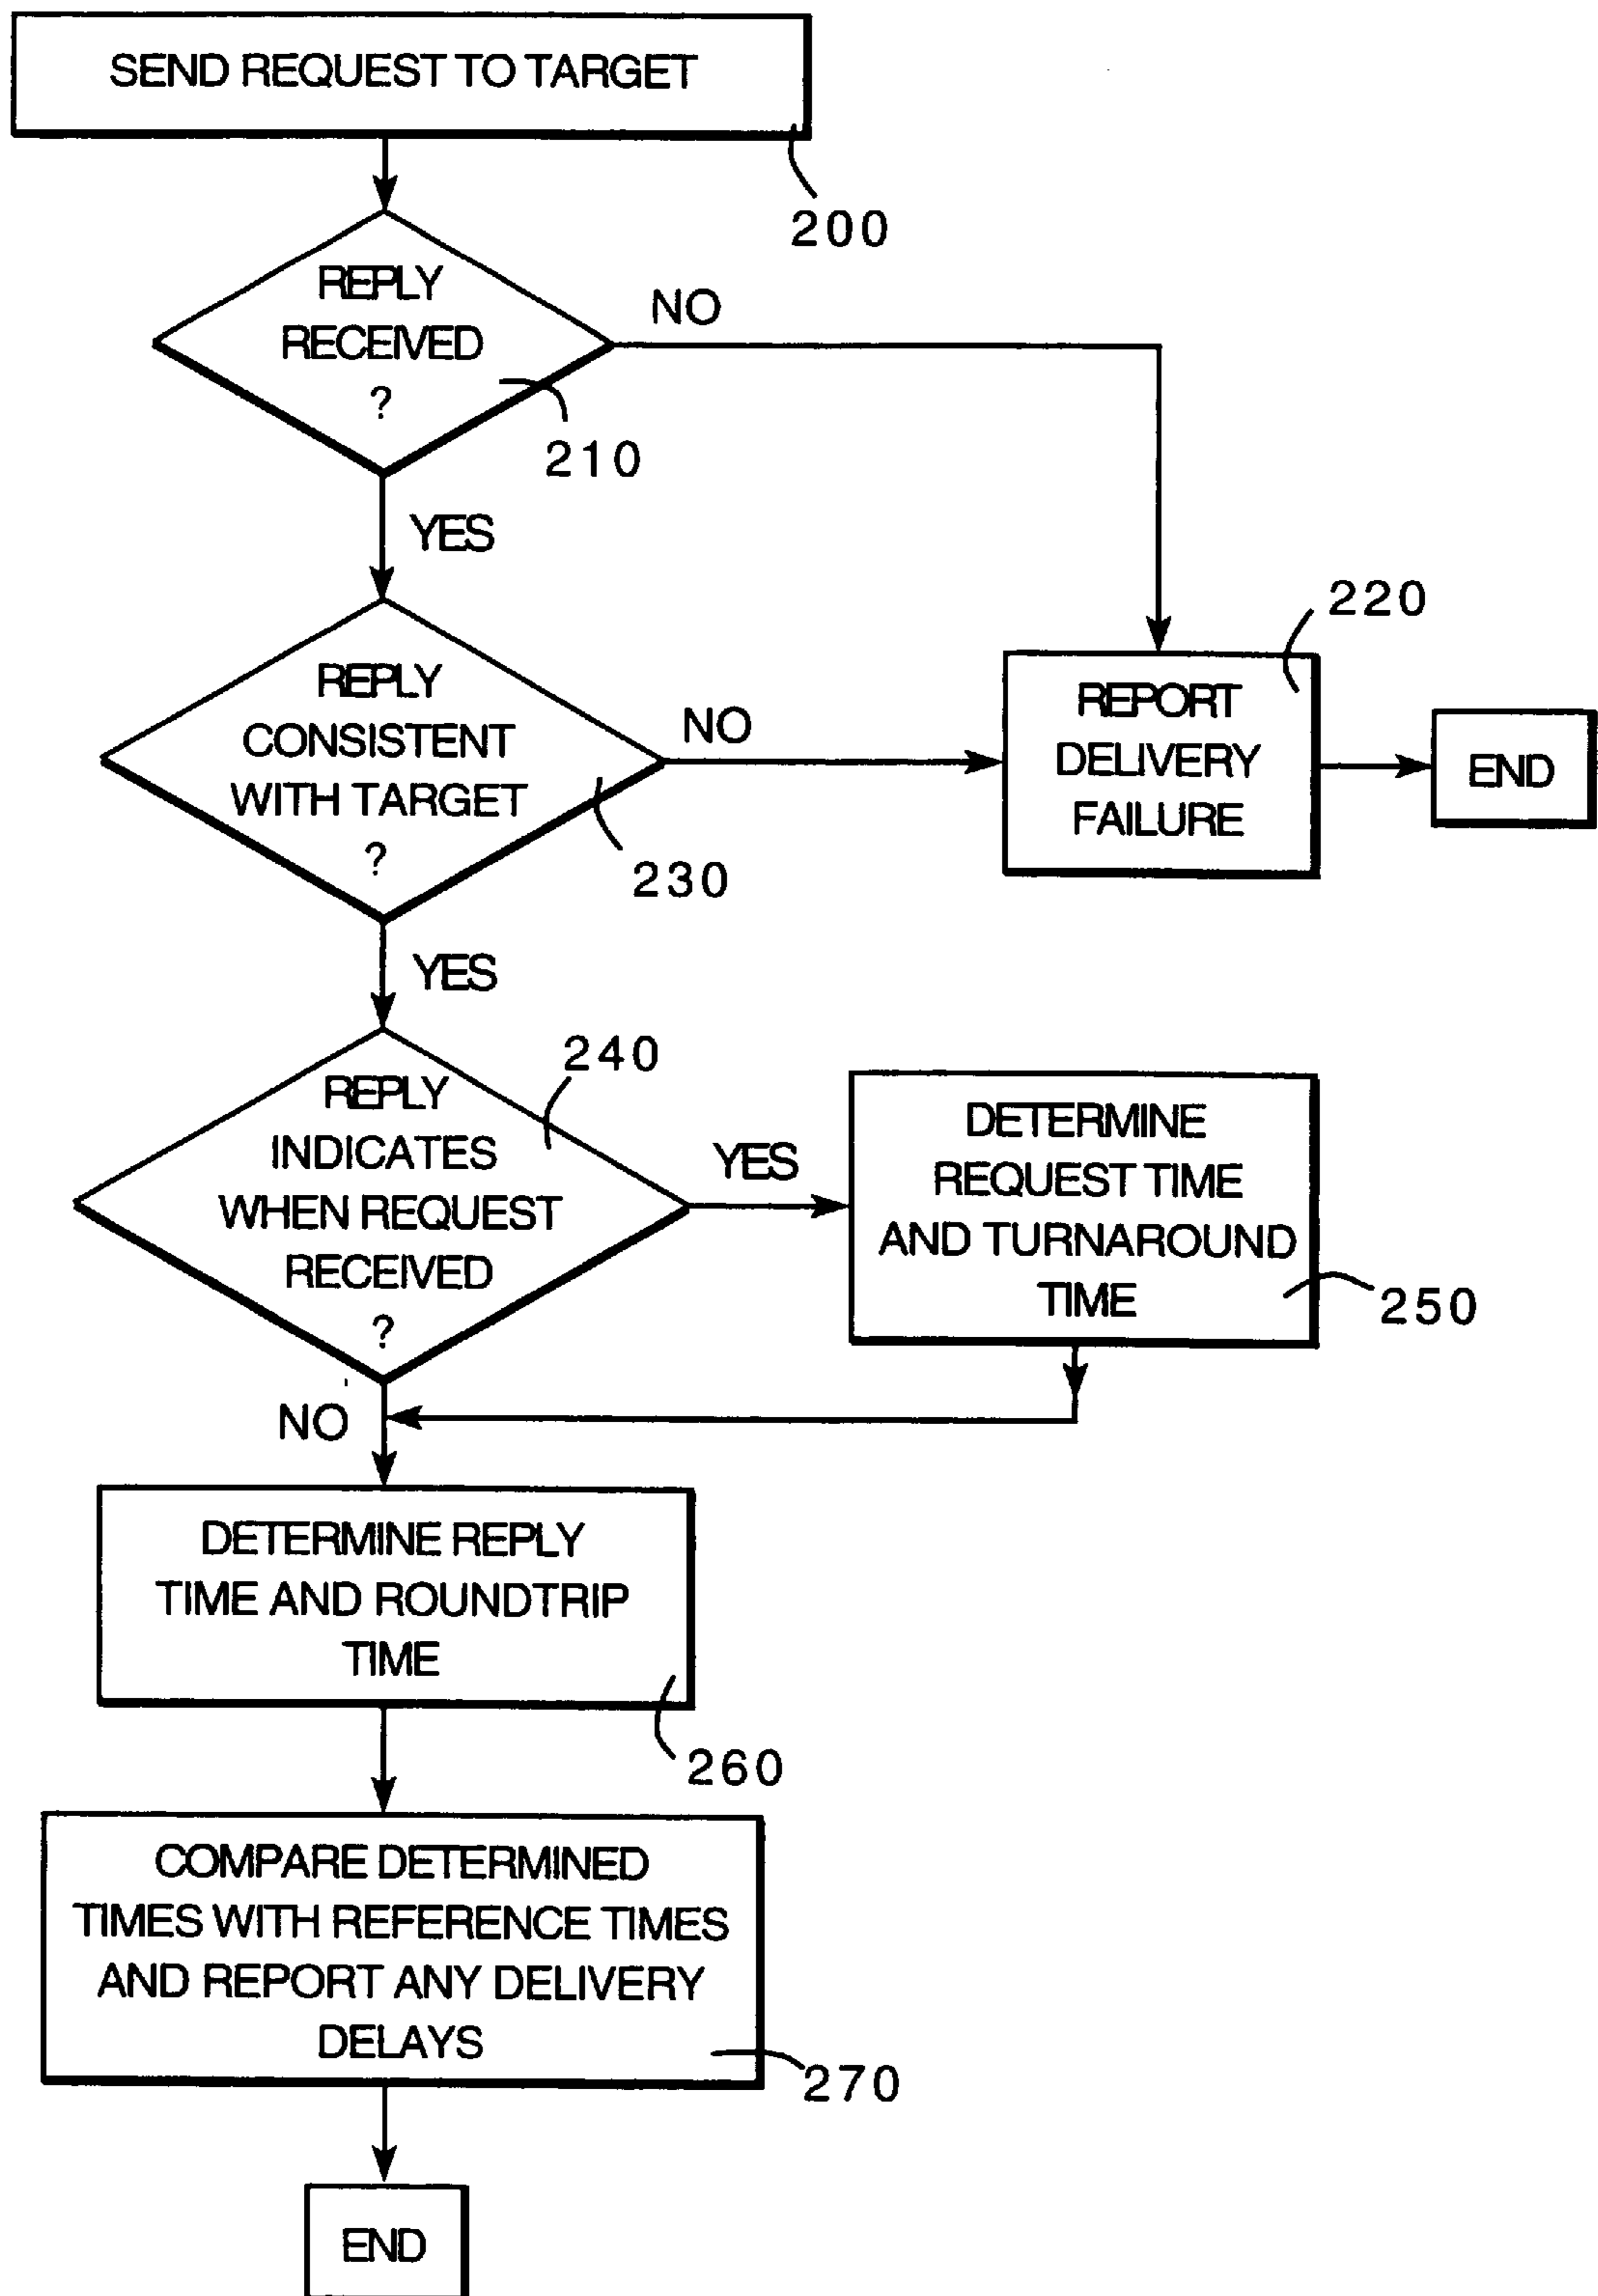 SEND REQUEST TO TARGET
200
REPLY
RECEIVED
?
NO
210
YES
REPLY
CONSISTENT
WITH TARGET
?
NO
230
220
REPORT
DELIVERY
FAILURE
END
YES
240
REPLY
INDICATES
WHEN REQUEST
RECEIVED
?
YES
DETERMINE
REQUEST TIME
AND TURNAROUND
TIME
250
NO
DETERMINE REPLY
TIME AND ROUNDTRIP
TIME
260
COMPARE DETERMINED
TIMES WITH REFERENCE TIMES
AND REPORT ANY DELIVERY
DELAYS
270
END